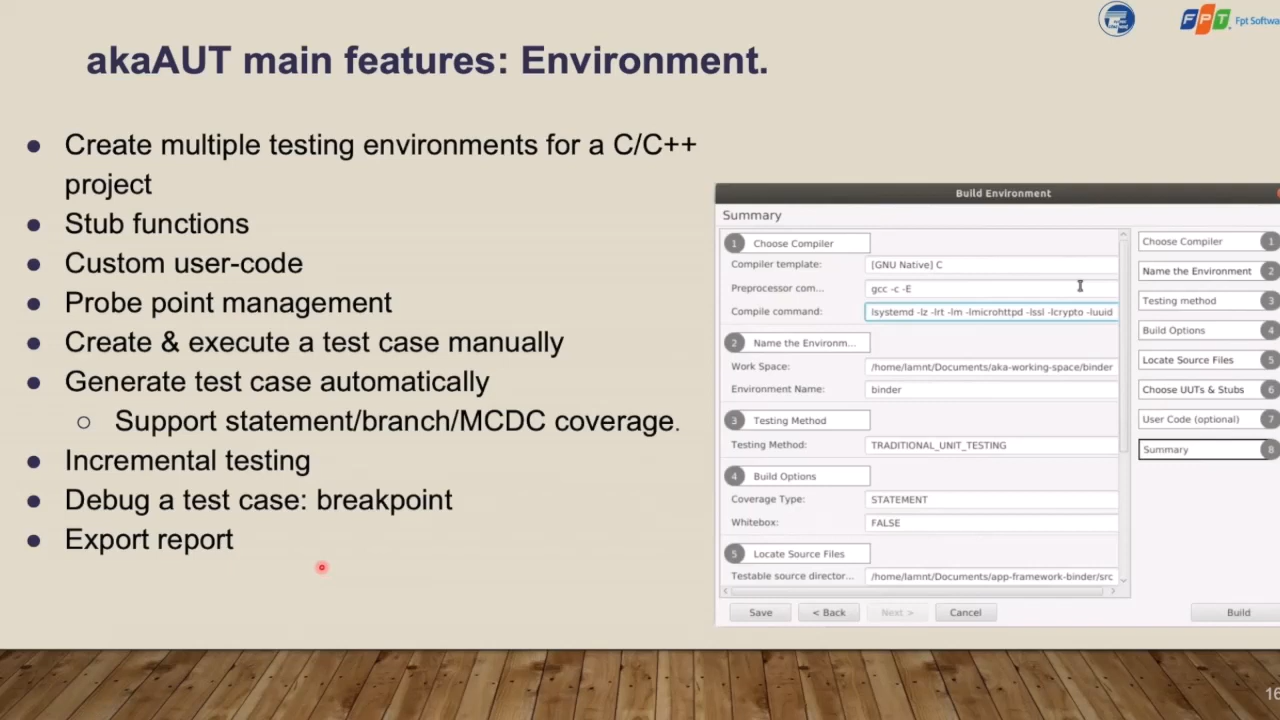 FPT Fpt Softwa
akaAUT main features: Environment.
● Create multiple testing environments for a C/C++
project
● Stub functions
● Custom user-code
● Probe point management
● Create & execute a test case manually
● Generate test case automatically
○ Support statement/branch/MCDC coverage.
● Incremental testing
● Debug a test case: breakpoint
● Export report
Build Environment
Summary
1 Choose Compiler
Compiler template: [GNU Native] C
Preprocessor com... gcc -c -E
Compile command: lsystemd -lz -lrt -lm -lmicrohttpd -lssl -lcrypto -luuid
2 Name the Environm...
Work Space: /home/lamnt/Documents/aka-working-space/binder
Environment Name: binder
3 Testing Method
Testing Method: TRADITIONAL_UNIT_TESTING
4 Build Options
Coverage Type: STATEMENT
Whitebox: FALSE
5 Locate Source Files
Testable source director... /home/lamnt/Documents/app-framework-binder/src
Choose Compiler 1
Name the Environment 2
Testing method 3
Build Options 4
Locate Source Files 5
Choose UUTs & Stubs 6
User Code (optional) 7
Summary 8
Save < Back Next > Cancel Build
16